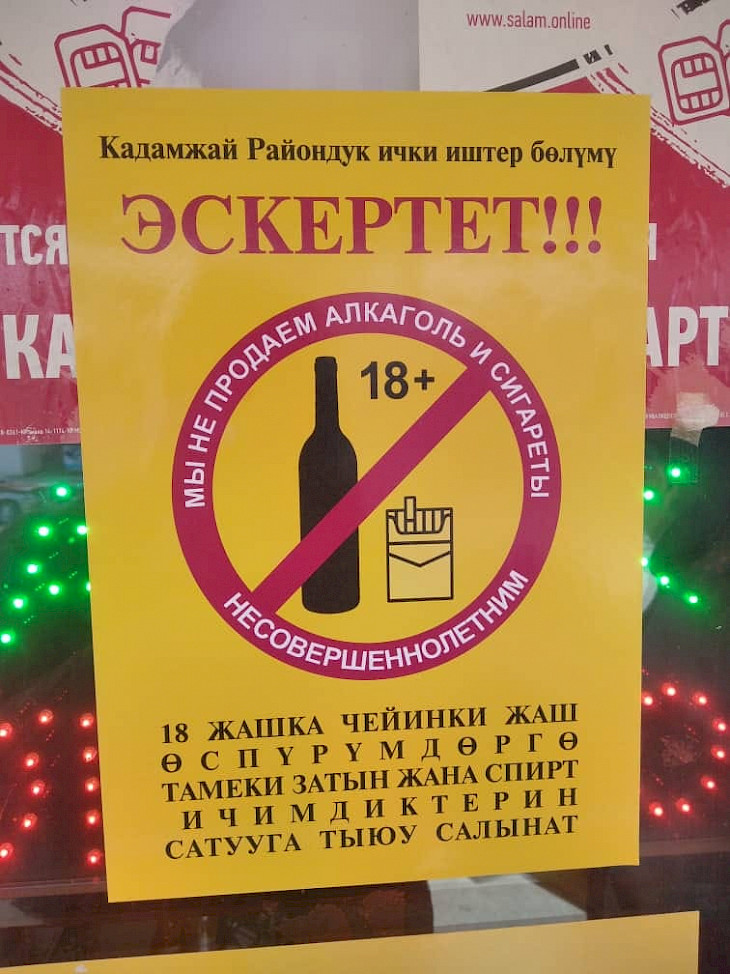 www.salam.online
Кадамжай Райондук ички иштер бөлүмү
ЭСКЕРТЕТ!!!
МЫ НЕ ПРОДАЕМ АЛКАГОЛЬ И СИГАРЕТЫ
18+
НЕСОВЕРШЕННОЛЕТНИМ
18 ЖАШКА ЧЕЙИНКИ ЖАШ
ӨСПҮРҮМДӨРГӨ
ТАМЕКИ ЗАТЫН ЖАНА СПИРТ
ИЧИМДИКТЕРИН
САТУУГА ТЫЮУ САЛЫНАТ